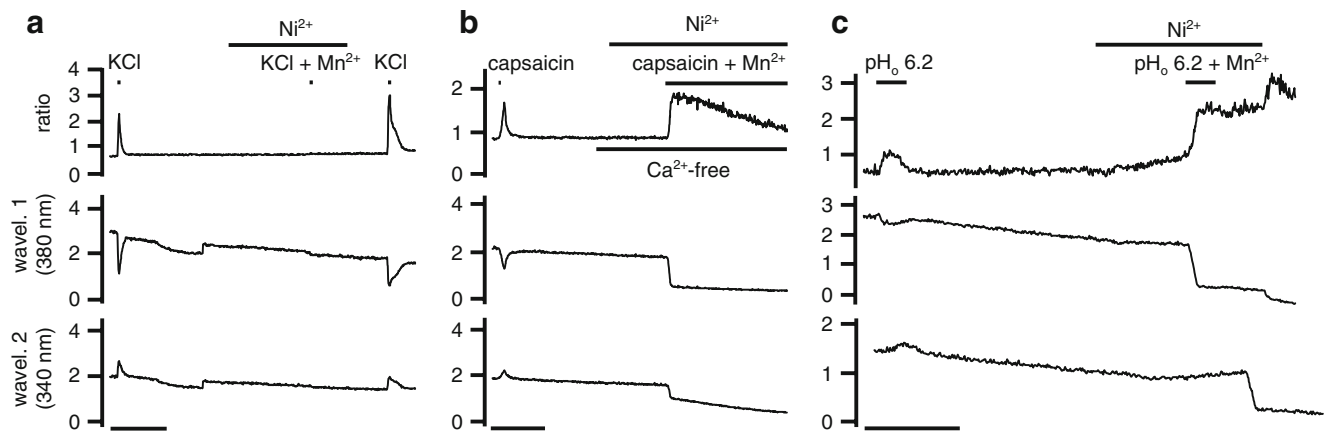 a
Ni²⁺
KCl
KCl + Mn²⁺
KCl
ratio
4
3
2
1
0
wavel. 1
(380 nm)
4
2
0
wavel. 2
(340 nm)
4
2
0
b
Ni²⁺
capsaicin
capsaicin + Mn²⁺
2
1
0
Ca²⁺-free
4
2
0
4
2
0
c
Ni²⁺
pHₒ 6.2
pHₒ 6.2 + Mn²⁺
3
2
1
3
2
1
0
2
1
0